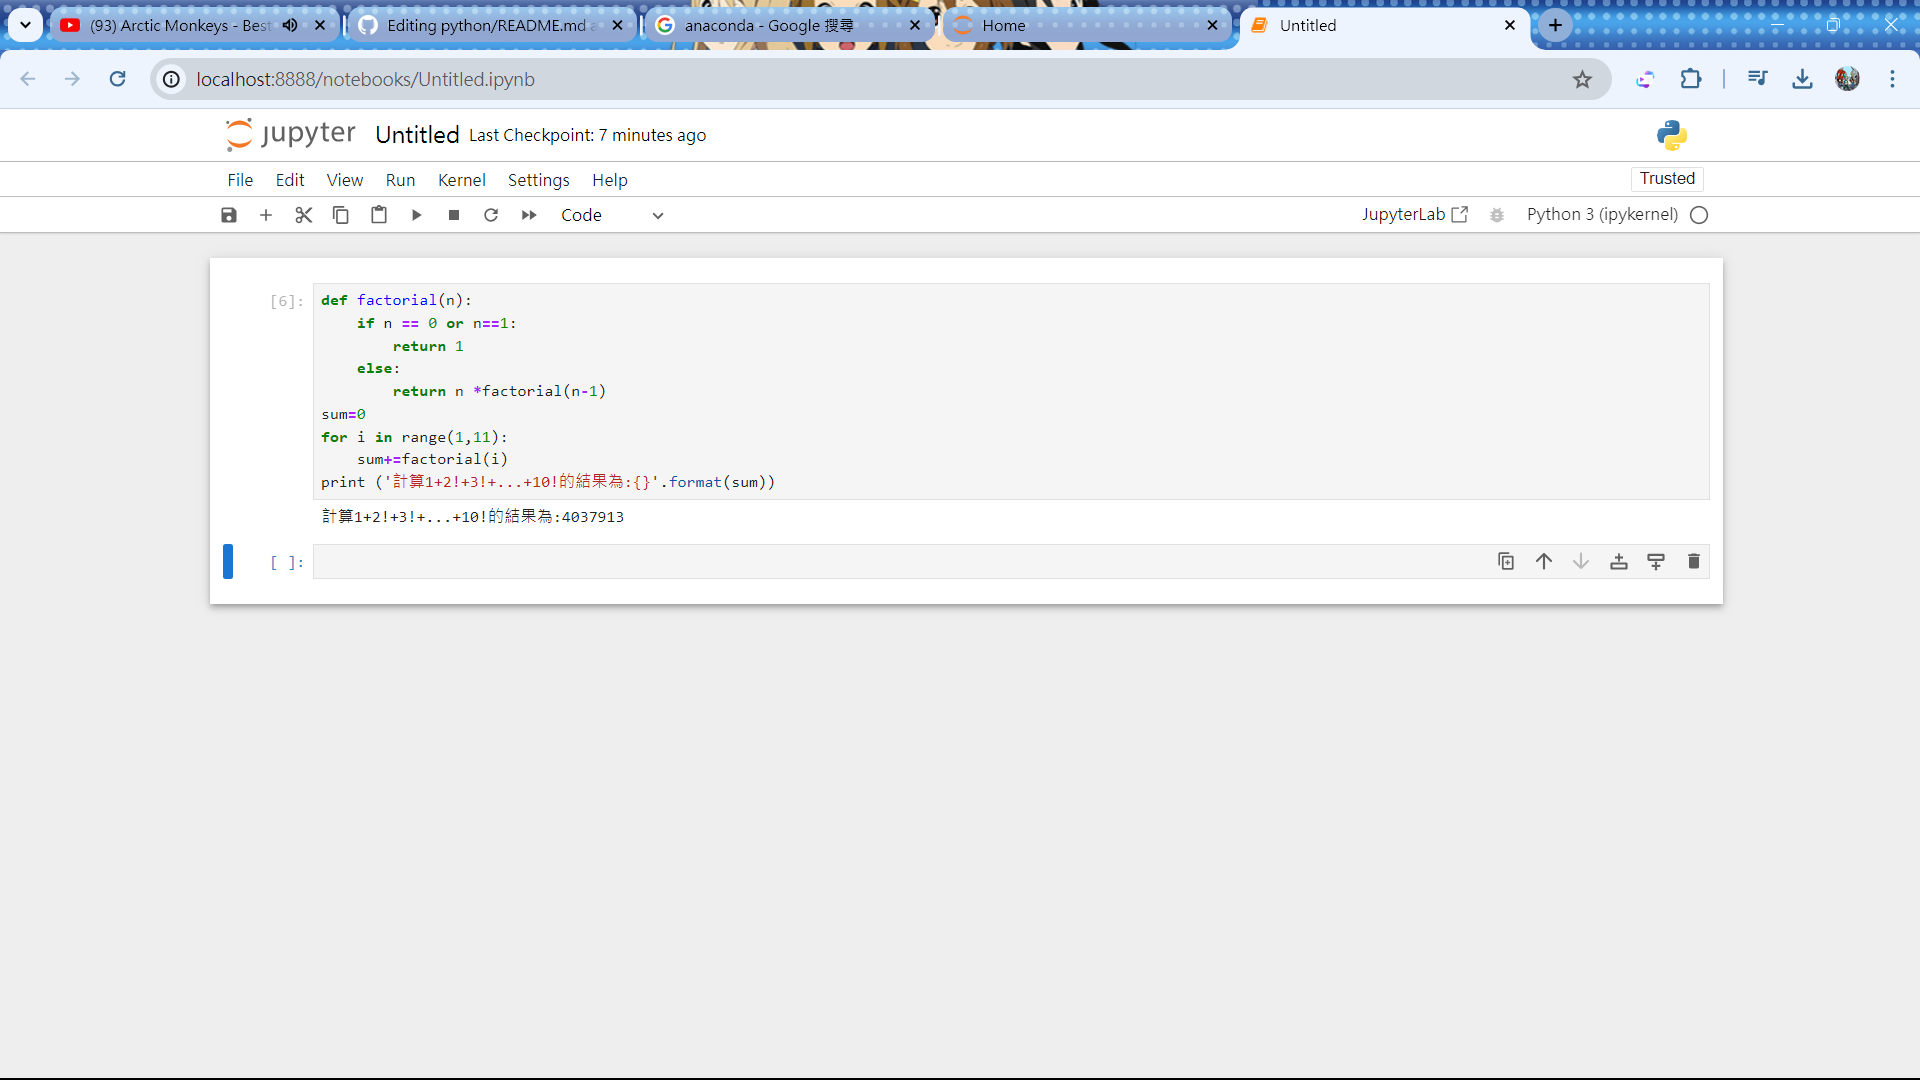 (93) Arctic Monkeys - Best
Editing python/README.md a
anaconda - Google 搜尋
Home
Untitled
localhost:8888/notebooks/Untitled.ipynb
jupyter Untitled Last Checkpoint: 7 minutes ago
File Edit View Run Kernel Settings Help
Trusted
Code
JupyterLab
Python 3 (ipykernel)
[6]:
def factorial(n):
    if n == 0 or n==1:
        return 1
    else:
        return n *factorial(n-1)
sum=0
for i in range(1,11):
    sum+=factorial(i)
print ('計算1+2!+3!+...+10!的結果為:{}'.format(sum))
計算1+2!+3!+...+10!的結果為:4037913
[ ]: